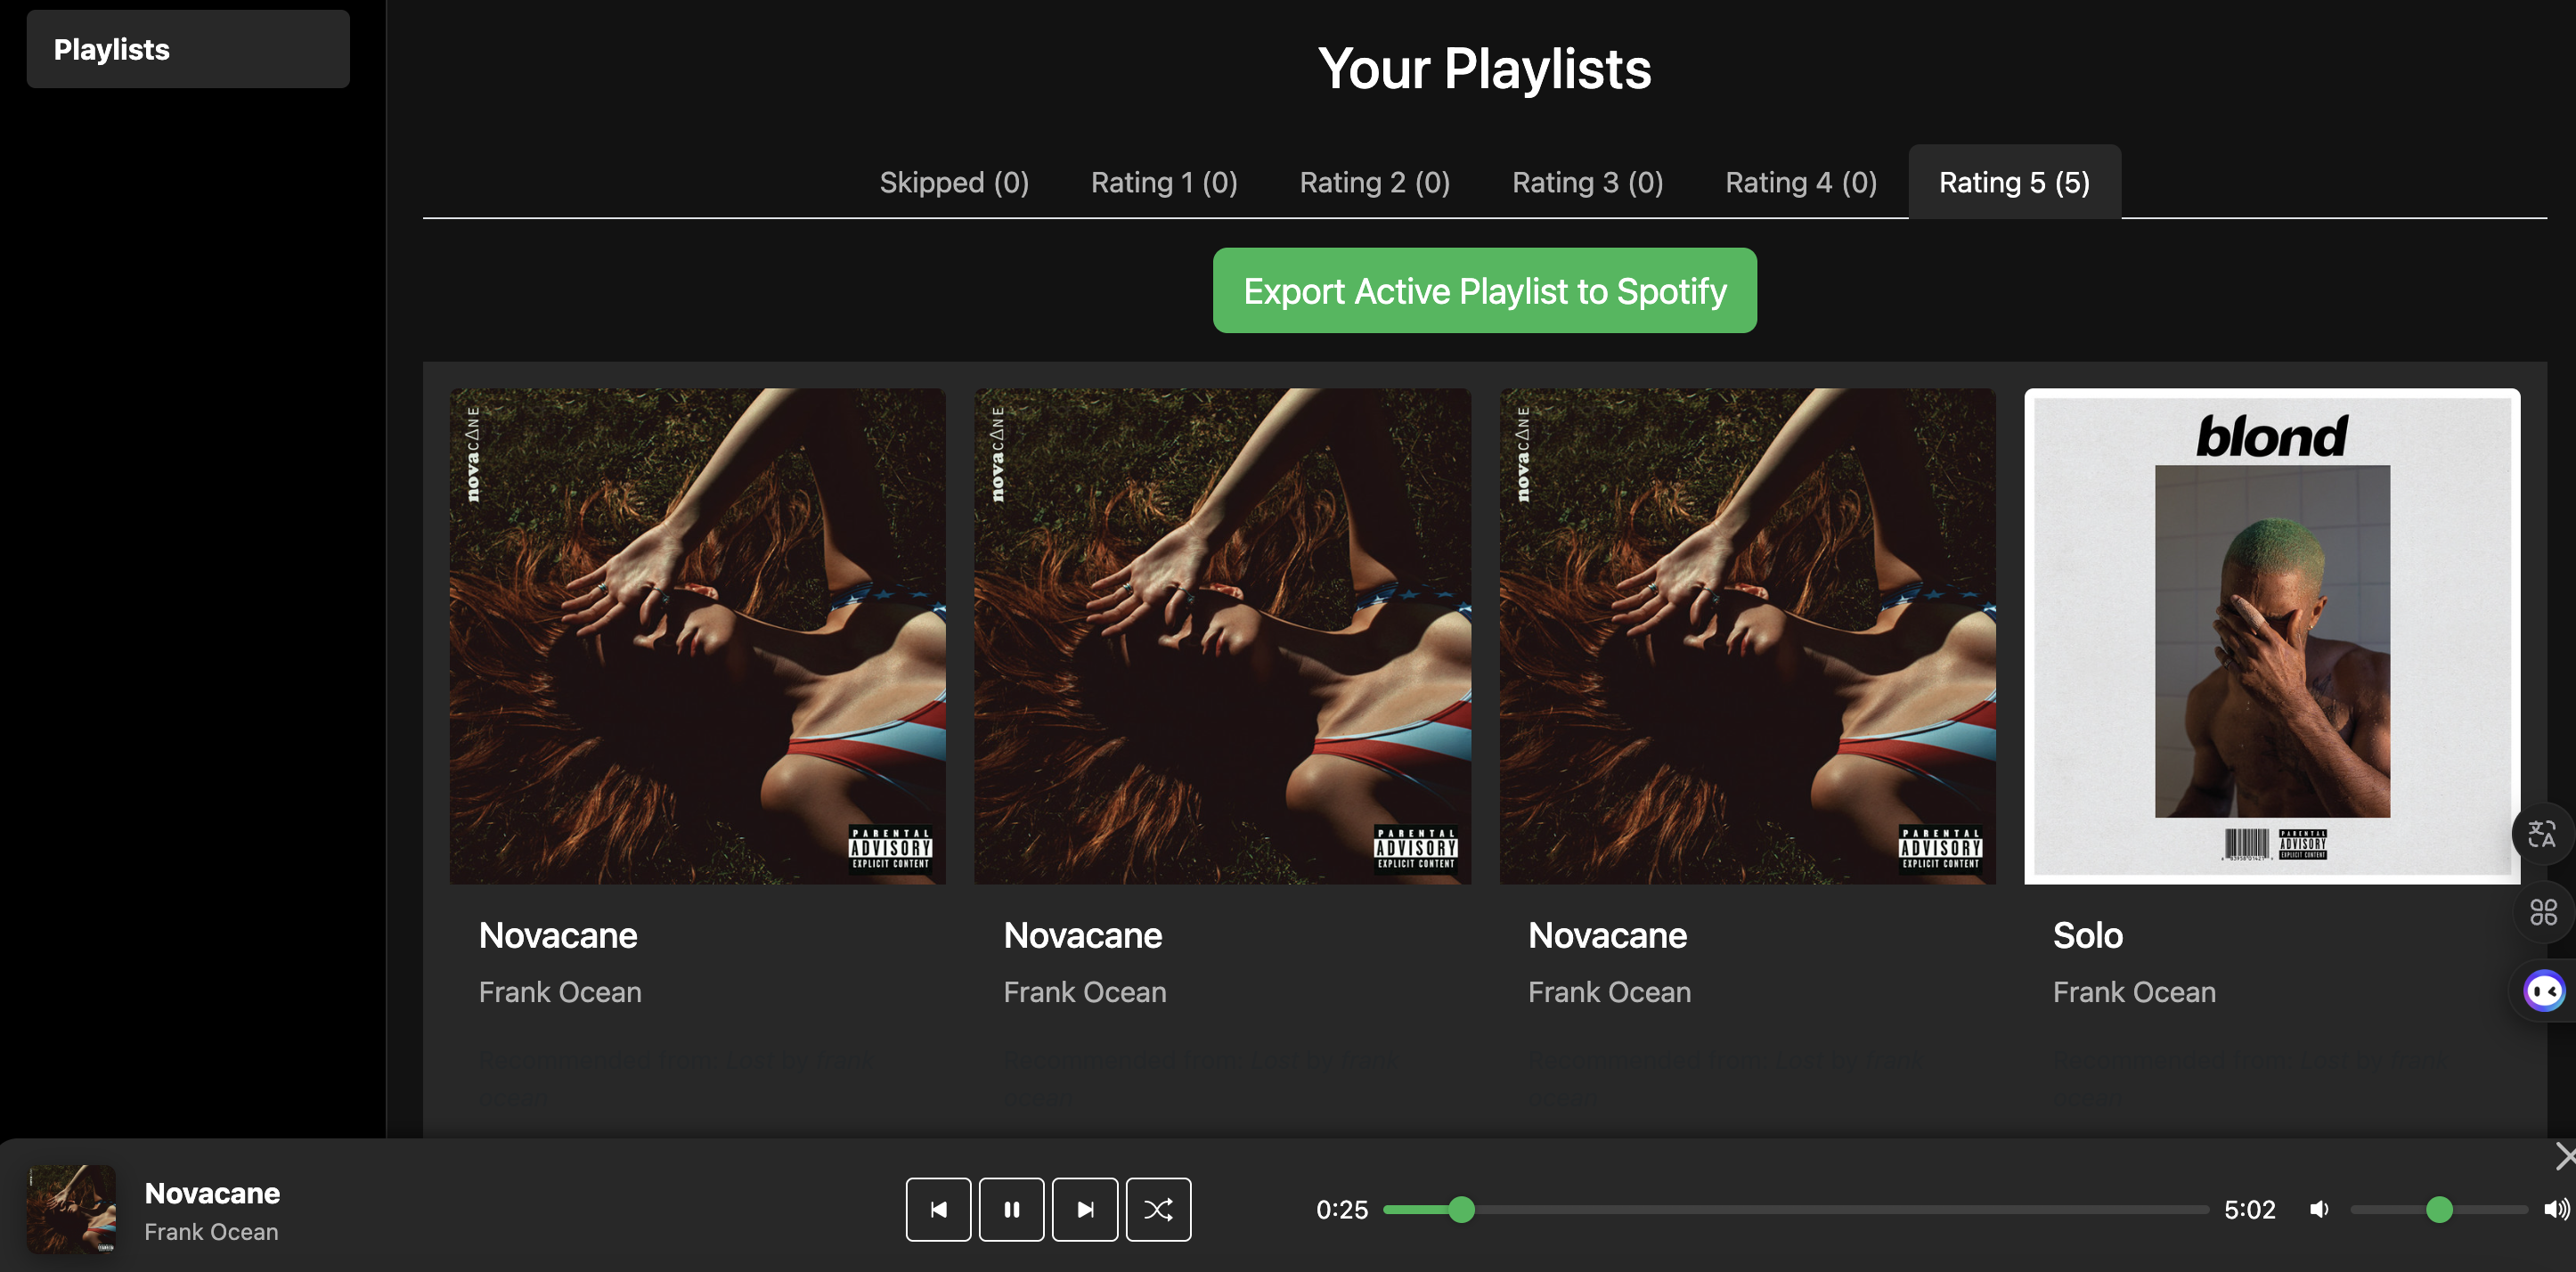 Playlists
Your Playlists
Skipped (0) Rating 1 (0) Rating 2 (0) Rating 3 (0) Rating 4 (0) Rating 5 (5)
Export Active Playlist to Spotify
novacΔNE
novacΔNE
novacΔNE
blond
PARENTAL
ADVISORY
EXPLICIT CONTENT
PARENTAL
ADVISORY
EXPLICIT CONTENT
PARENTAL
ADVISORY
EXPLICIT CONTENT
PARENTAL
ADVISORY
EXPLICIT CONTENT
Novacane
Frank Ocean
Recommended from: Lost by frank
ocean
Novacane
Frank Ocean
Recommended from: Lost by frank
ocean
Novacane
Frank Ocean
Recommended from: Lost by frank
ocean
Solo
Frank Ocean
Recommended from: Lost by frank
ocean
Novacane
Frank Ocean
0:25
5:02